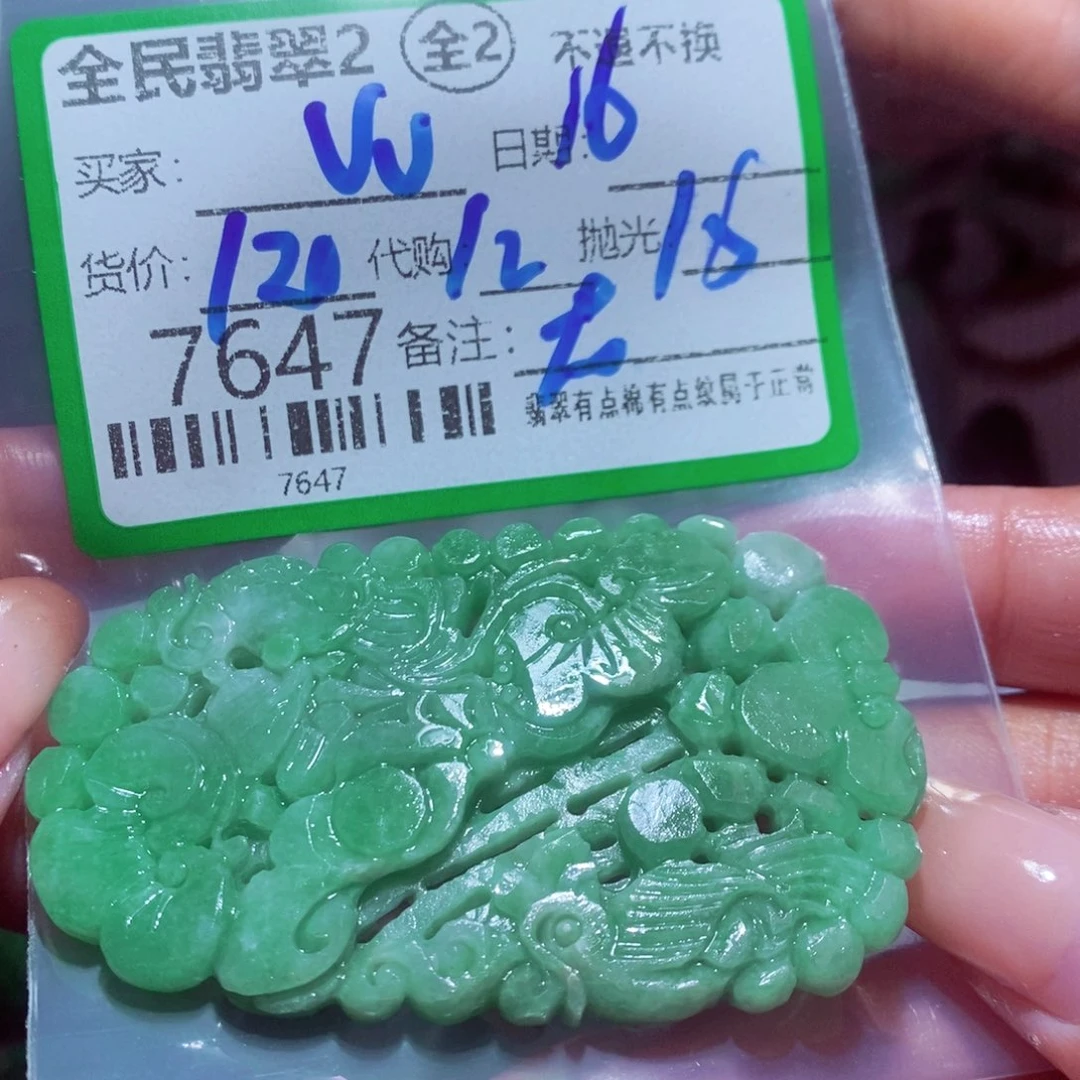 全民翡翠2 全2 不退不换
买家: VV 日期: 16
货价: 120 代购 12 抛光 18
7647 备注:
翡翠有点棉有点纹属于正常
7647